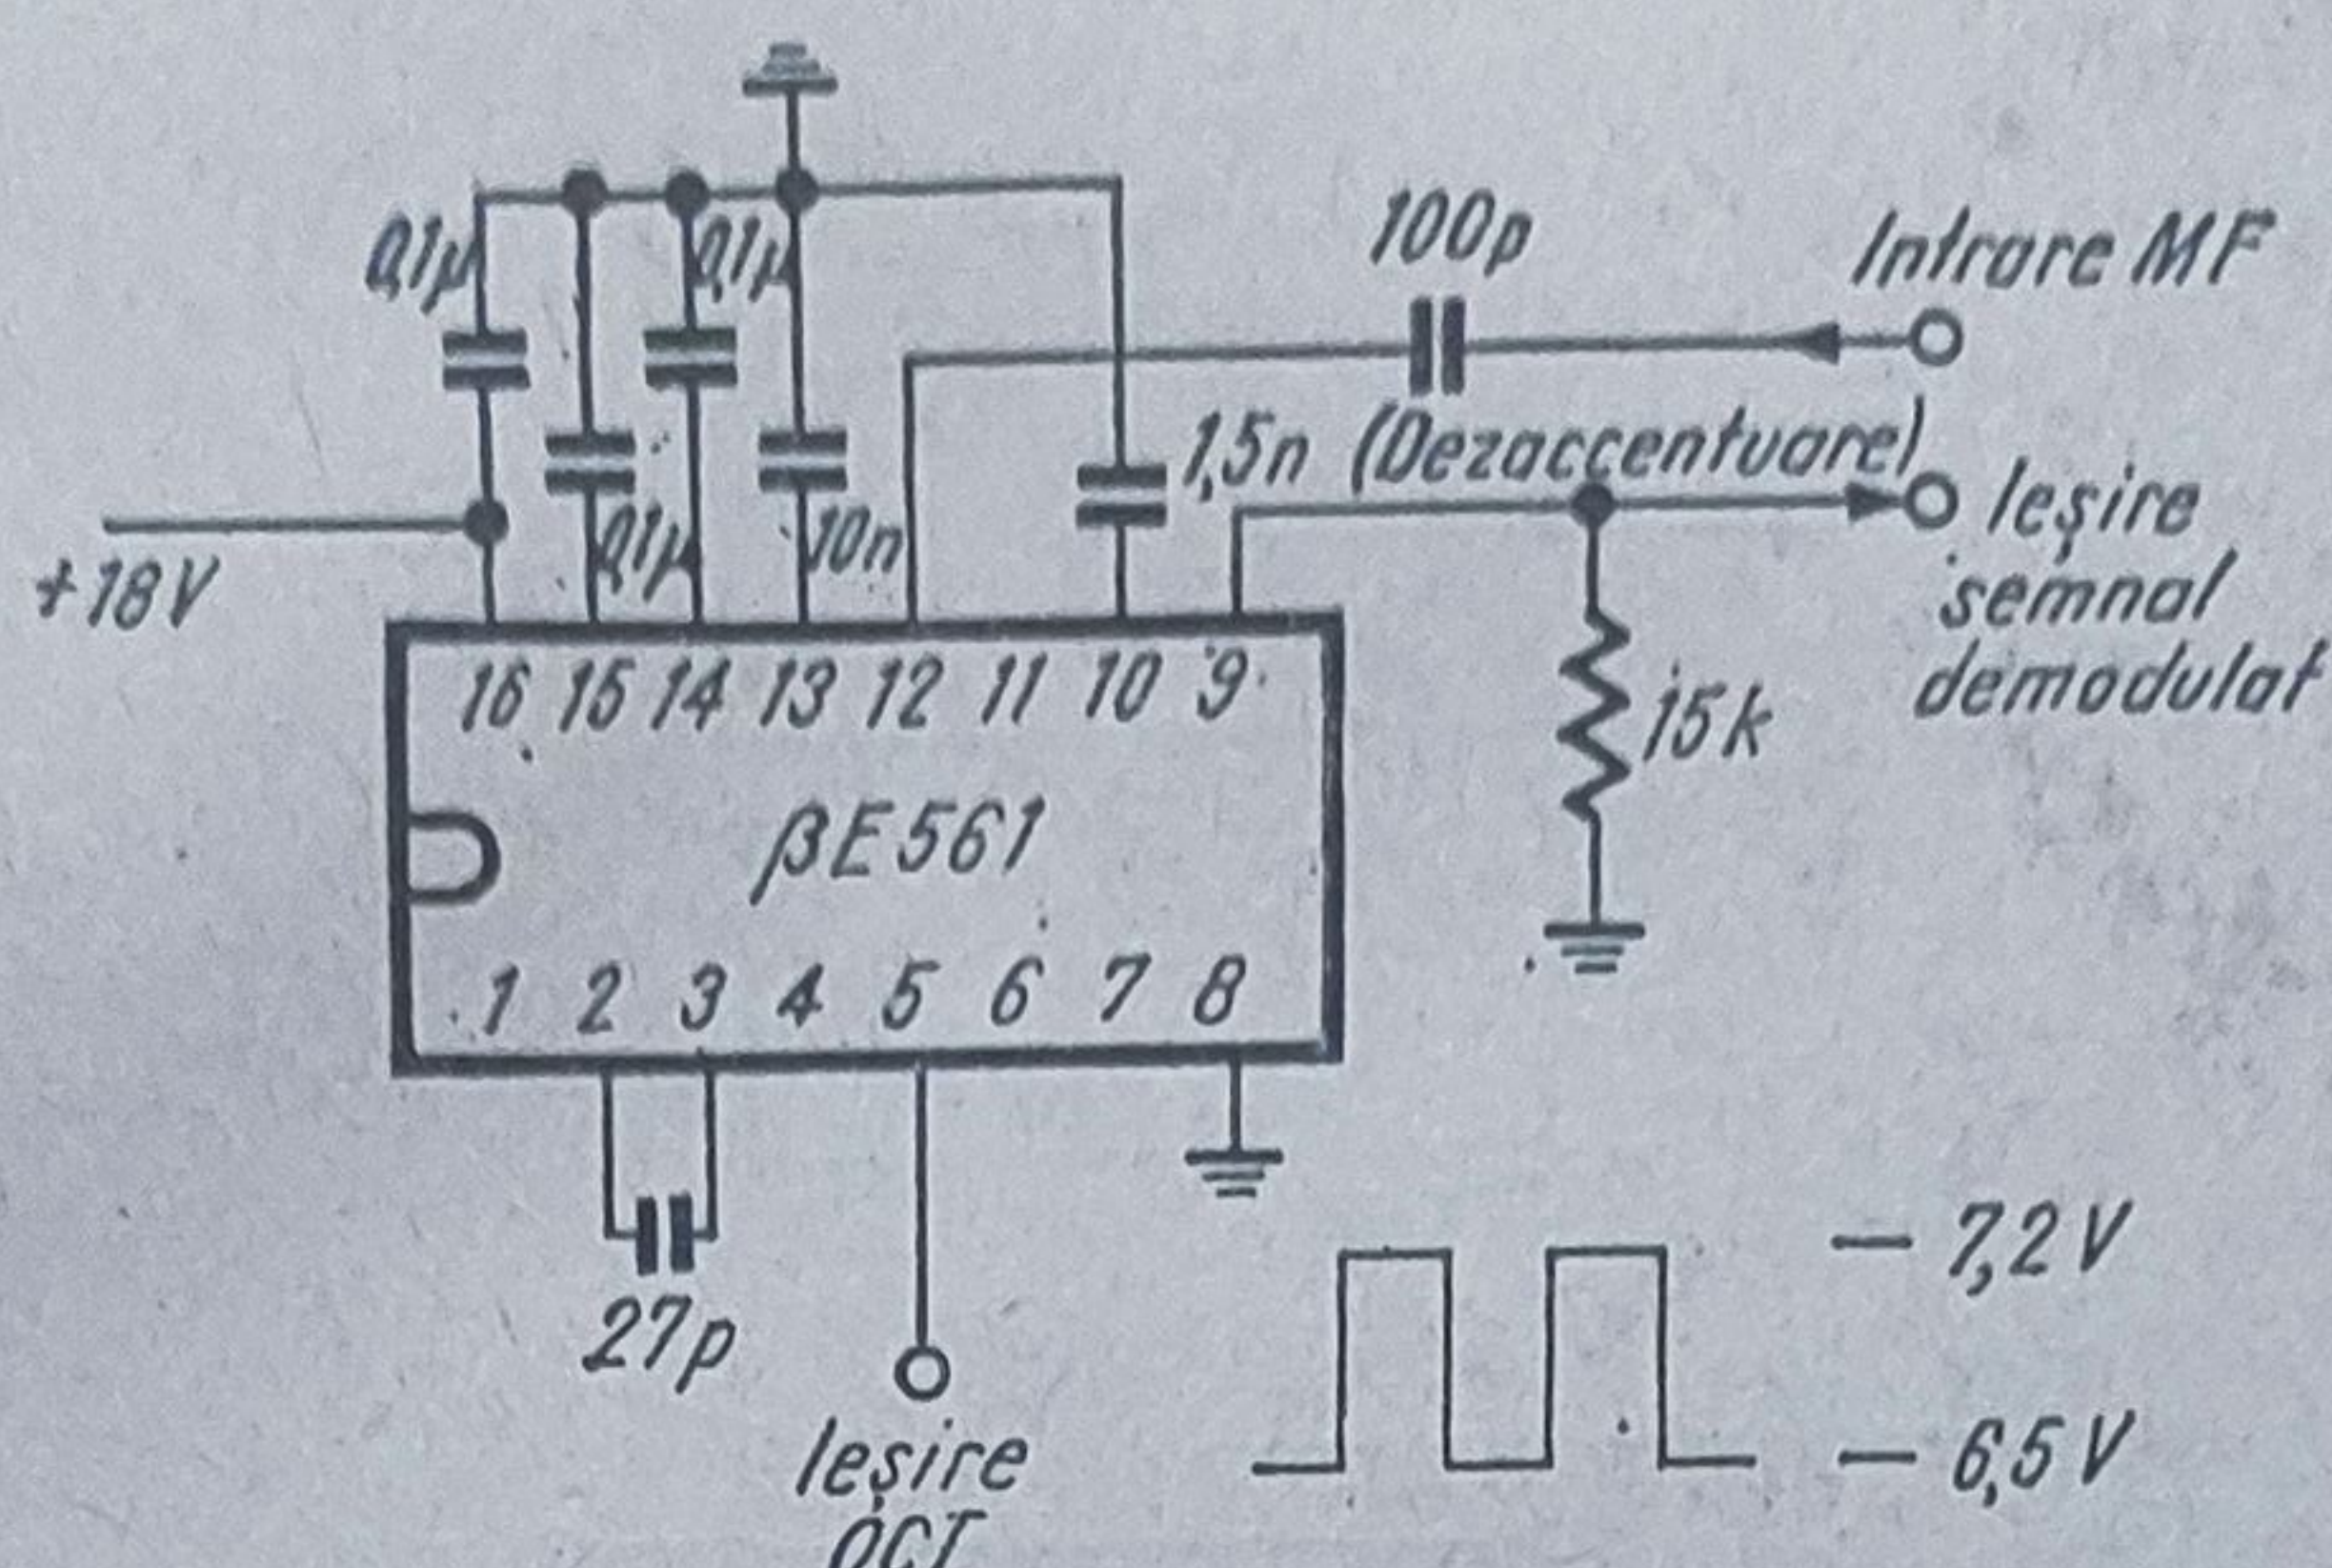 100p
Intrare MF
0,1μ
0,1μ
1,5n (Dezaccentuare)
Ieşire
semnal
demodulat
+18V
0,1μ
10n
16 15 14 13 12 11 10 9
15k
βE561
1 2 3 4 5 6 7 8
27p
7,2V
6,5V
Ieşire
OCT